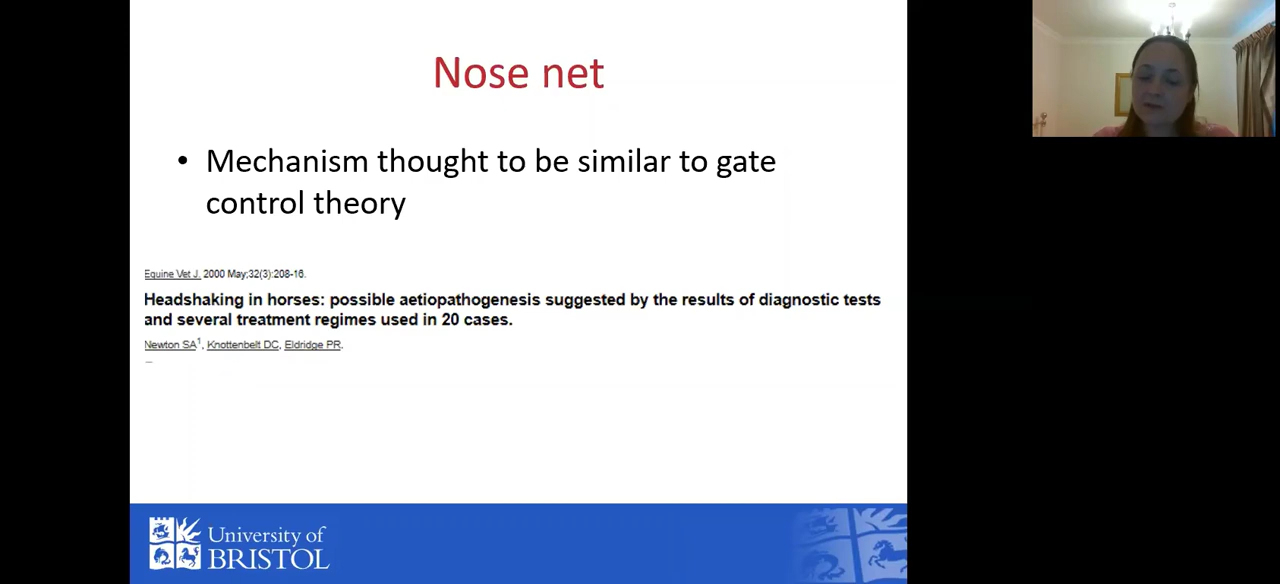 Nose net
• Mechanism thought to be similar to gate
control theory
Equine Vet J. 2000 May;32(3):208-16.
Headshaking in horses: possible aetiopathogenesis suggested by the results of diagnostic tests
and several treatment regimes used in 20 cases.
Newton SA1, Knottenbelt DC, Eldridge PR.
University of
BRISTOL